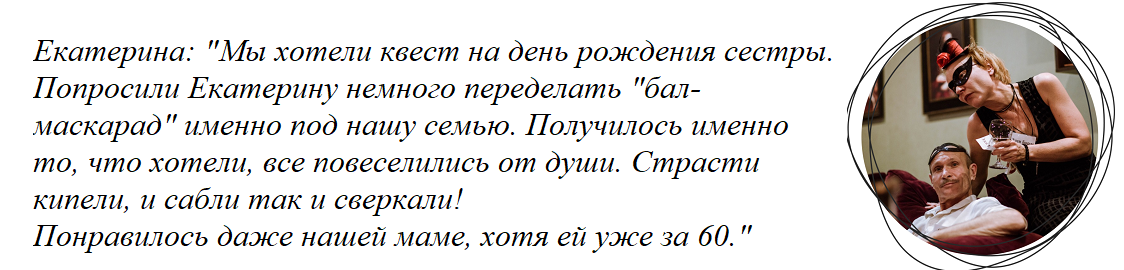 Екатерина: "Мы хотели квест на день рождения сестры.
Попросили Екатерину немного переделать "бал-
маскарад" именно под нашу семью. Получилось именно
то, что хотели, все повеселились от души. Страсти
кипели, и сабли так и сверкали!
Понравилось даже нашей маме, хотя ей уже за 60."